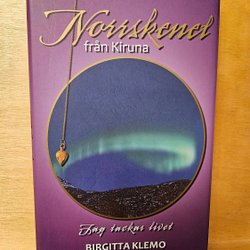 Norrskenet
från Kiruna
Jag tackar livet
BIRGITTA KLEMO